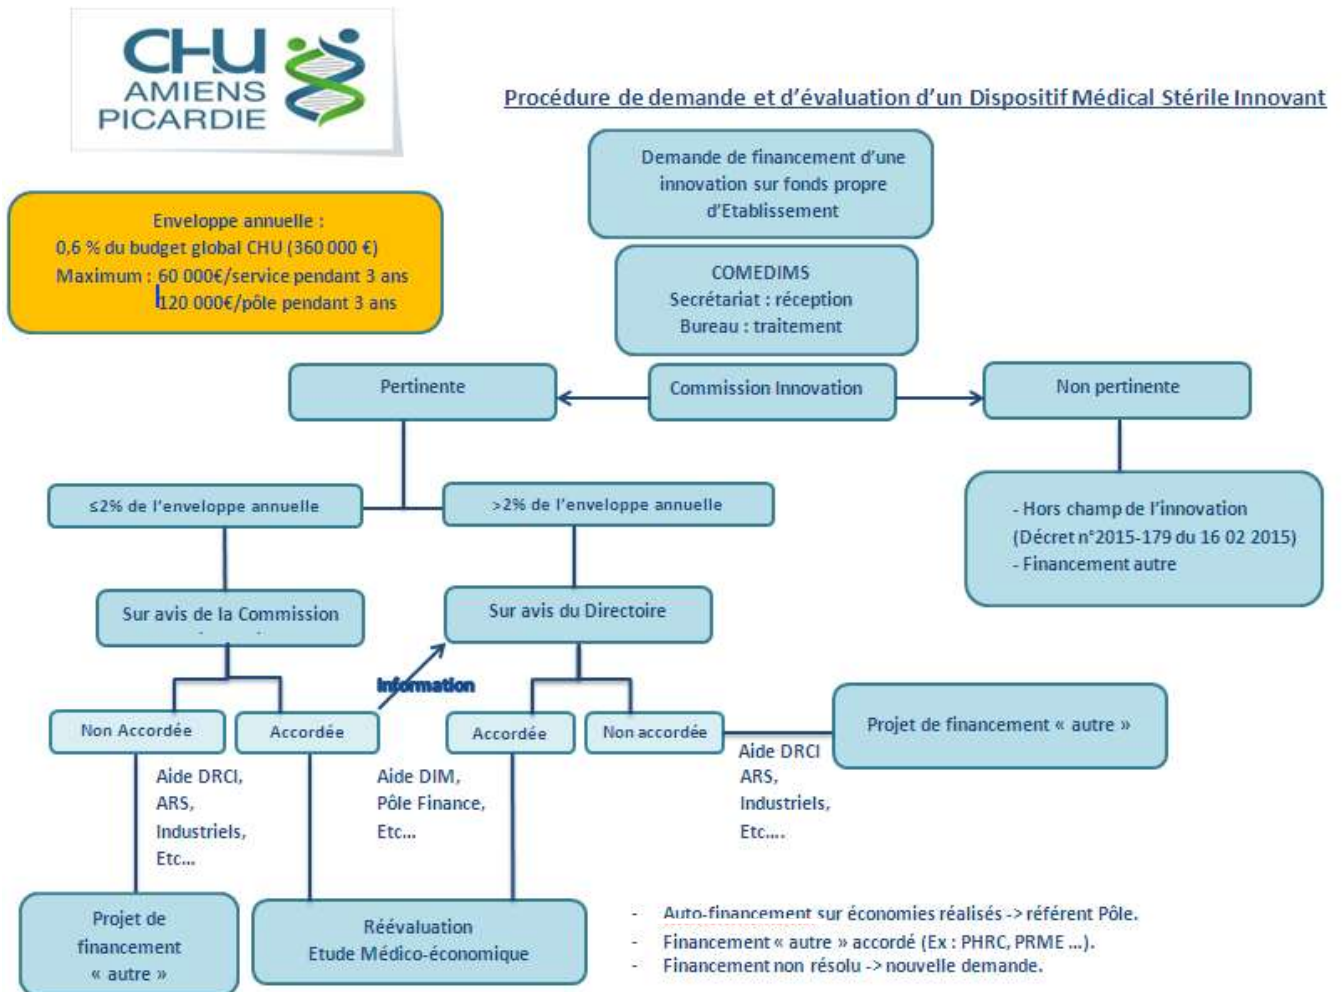 CHU
AMIENS
PICARDIE
Procédure de demande et d'évaluation d'un Dispositif Médical Stérile Innovant
Demande de financement d'une
innovation sur fonds propre
d'Etablissement
Enveloppe annuelle :
0,6 % du budget global CHU (360 000 €)
Maximum : 60 000€/service pendant 3 ans
120 000€/pôle pendant 3 ans
COMEDIMS
Secrétariat : réception
Bureau : traitement
Pertinente
Commission Innovation
Non pertinente
≤2% de l'enveloppe annuelle
>2% de l'enveloppe annuelle
- Hors champ de l'innovation
(Décret n°2015-179 du 16 02 2015)
- Financement autre
Sur avis de la Commission
Sur avis du Directoire
Information
Non Accordée
Accordée
Accordée
Non accordée
Projet de financement « autre »
Aide DRCI,
ARS,
Industriels,
Etc...
Aide DIM,
Pôle Finance,
Etc...
Aide DRCI
ARS,
Industriels,
Etc....
Projet de
financement
« autre »
Réévaluation
Etude Médico-économique
- Auto-financement sur économies réalisés -> référent Pôle.
- Financement « autre » accordé (Ex : PHRC, PRME ...).
- Financement non résolu -> nouvelle demande.